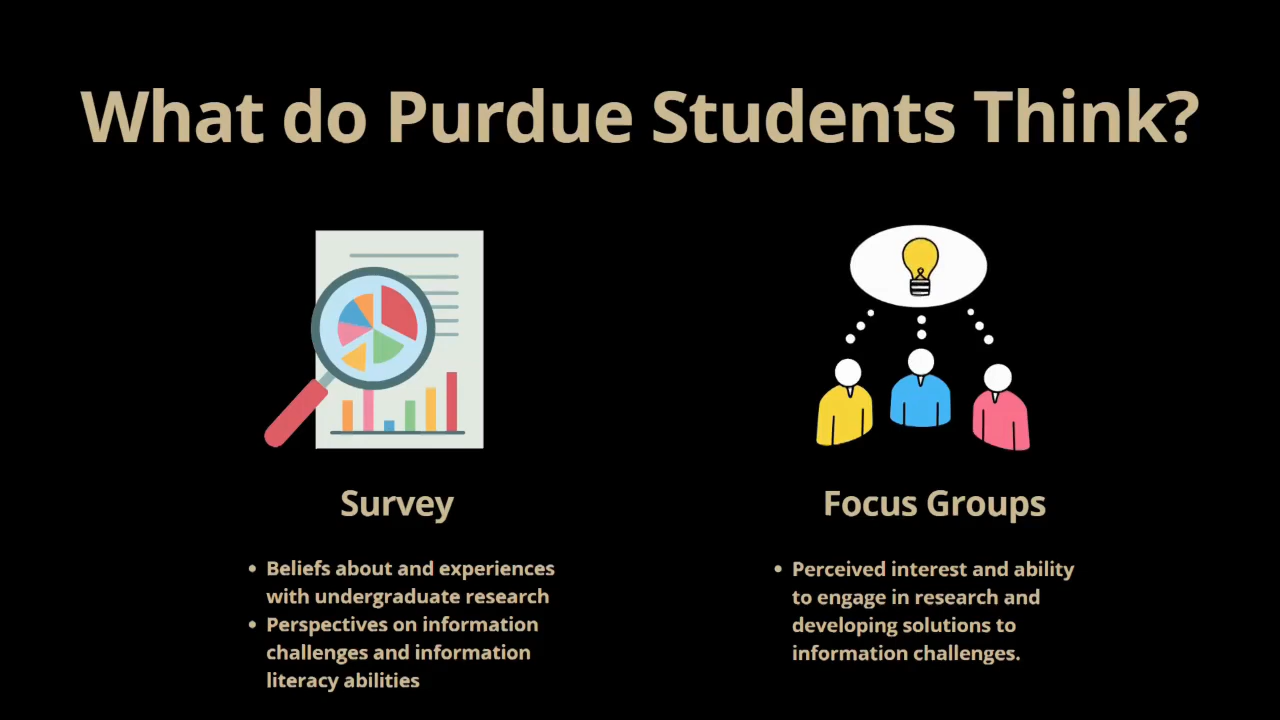 What do Purdue Students Think?
Survey
• Beliefs about and experiences
with undergraduate research
• Perspectives on information
challenges and information
literacy abilities
Focus Groups
• Perceived interest and ability
to engage in research and
developing solutions to
information challenges.